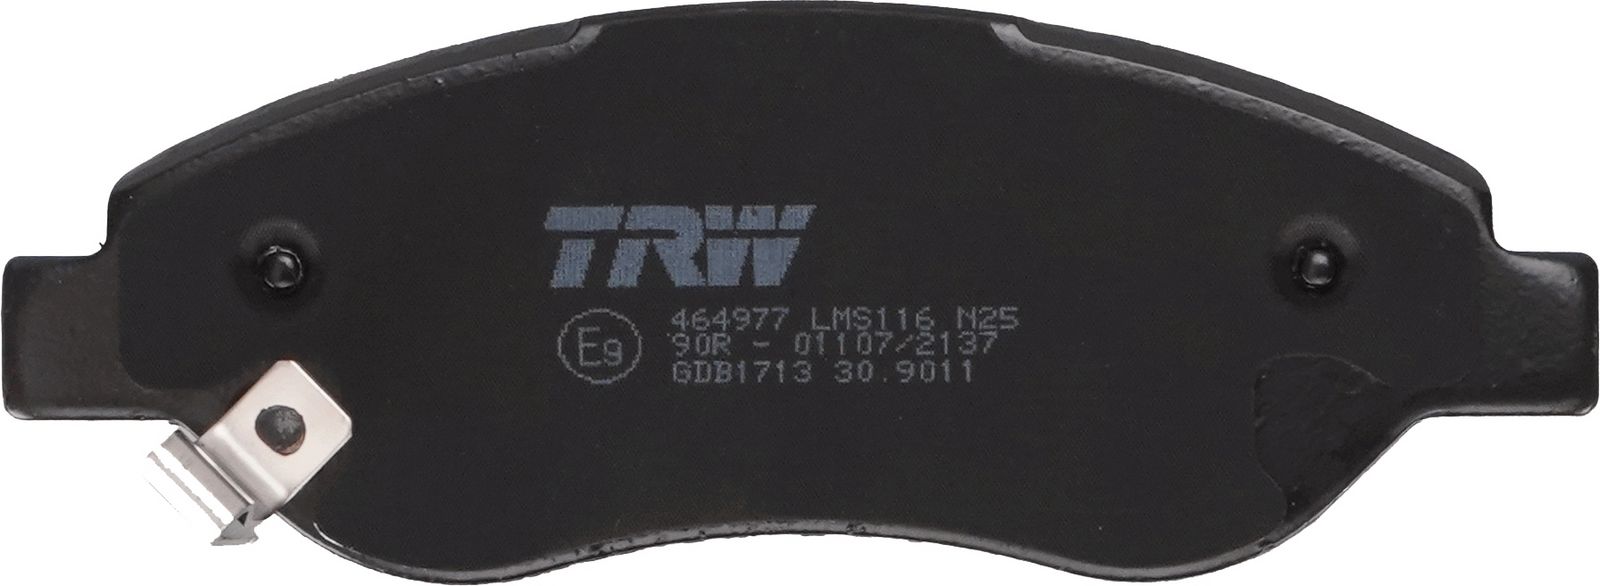 TRW
464977 LMS116 N25
E9 90R - 01107/2137
GDB1713 30.9011